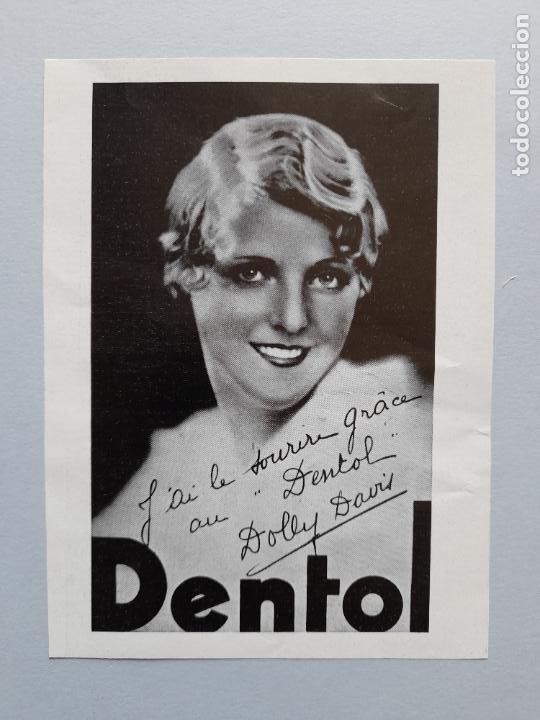 todocoleccion
J'ai le sourire grâce
au "Dentol"
Dolly Davis
Dentol